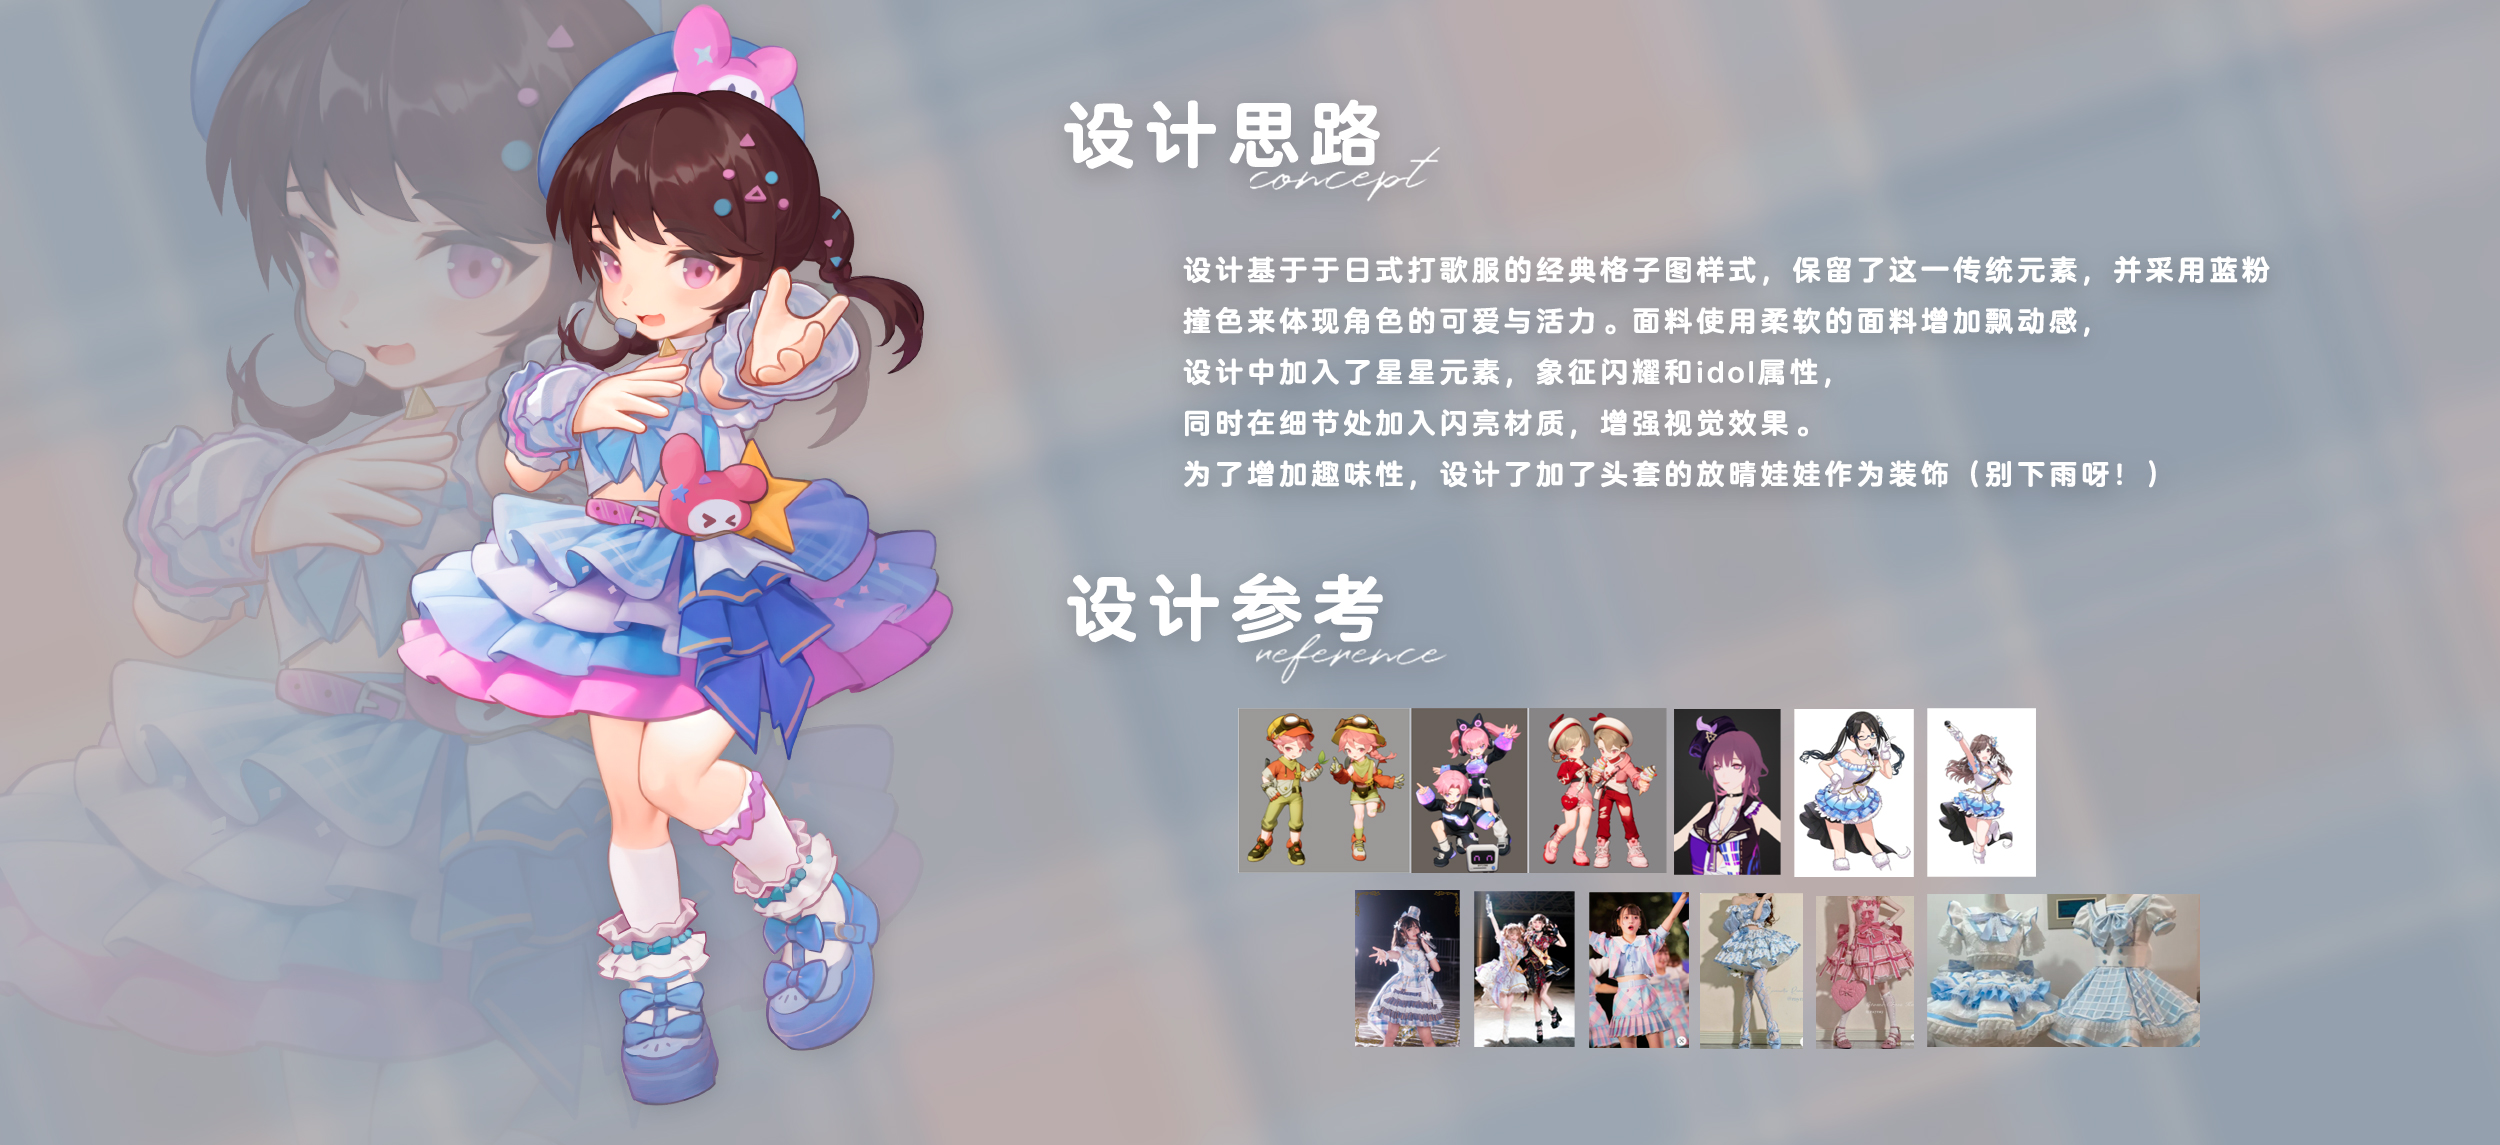 设计思路
concept
设计基于于日式打歌服的经典格子图样式，保留了这一传统元素，并采用蓝粉
撞色来体现角色的可爱与活力。面料使用柔软的面料增加飘动感，
设计中加入了星星元素，象征闪耀和idol属性，
同时在细节处加入闪亮材质，增强视觉效果。
为了增加趣味性，设计了加了头套的放晴娃娃作为装饰（别下雨呀！）
设计参考
reference